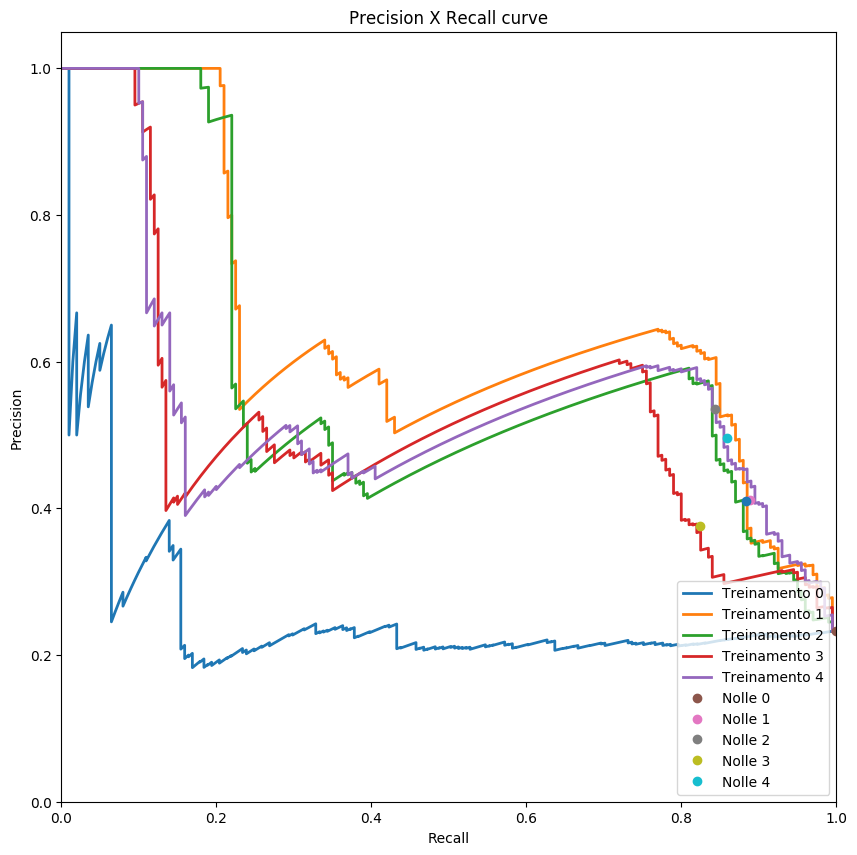 Precision X Recall curve
1.0
0.8
0.6
0.4
0.2
0.0
Precision
0.0 0.2 0.4 0.6 0.8 1.0
Recall
Treinamento 0
Treinamento 1
Treinamento 2
Treinamento 3
Treinamento 4
Nolle 0
Nolle 1
Nolle 2
Nolle 3
Nolle 4